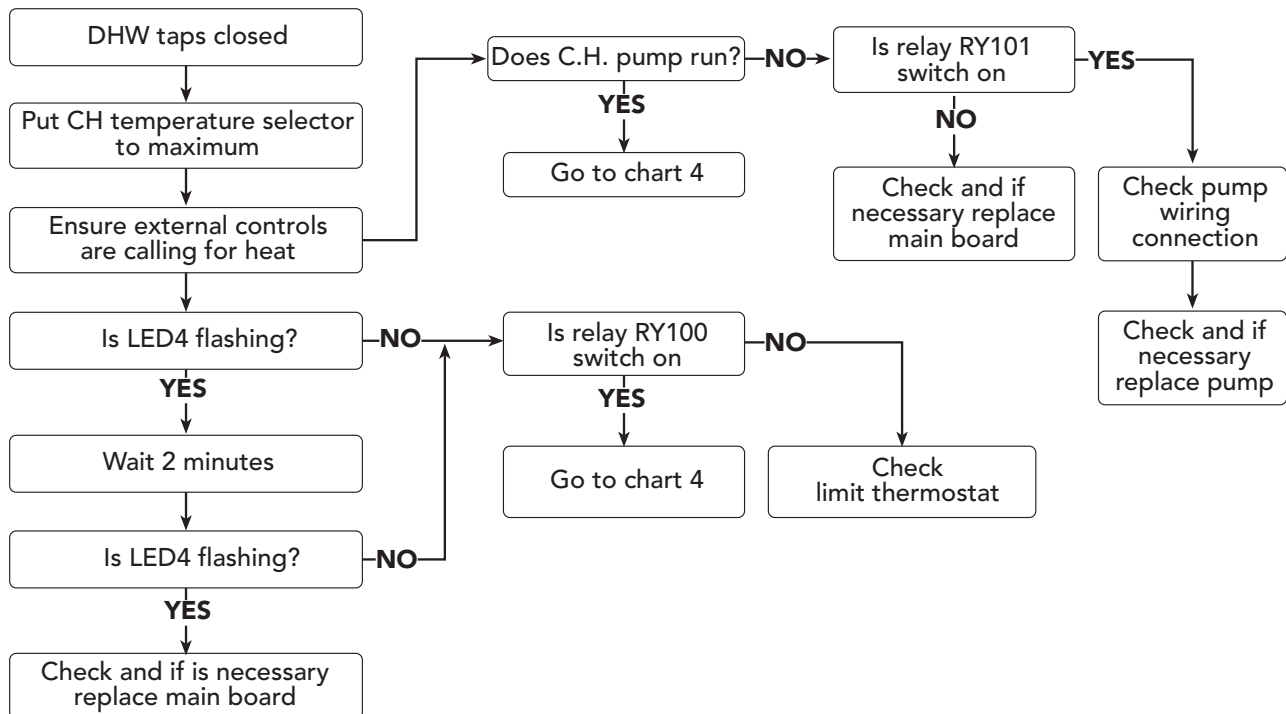 DHW taps closed
Put CH temperature selector
to maximum
Ensure external controls
are calling for heat
Is LED4 flashing?
NO
YES
Wait 2 minutes
Is LED4 flashing?
NO
YES
Check and if is necessary
replace main board
Does C.H. pump run?
NO
YES
Go to chart 4
Is relay RY101
switch on
YES
NO
Check and if
necessary replace
main board
Check pump
wiring
connection
Check and if
necessary
replace pump
Is relay RY100
switch on
NO
YES
Go to chart 4
Check
limit thermostat